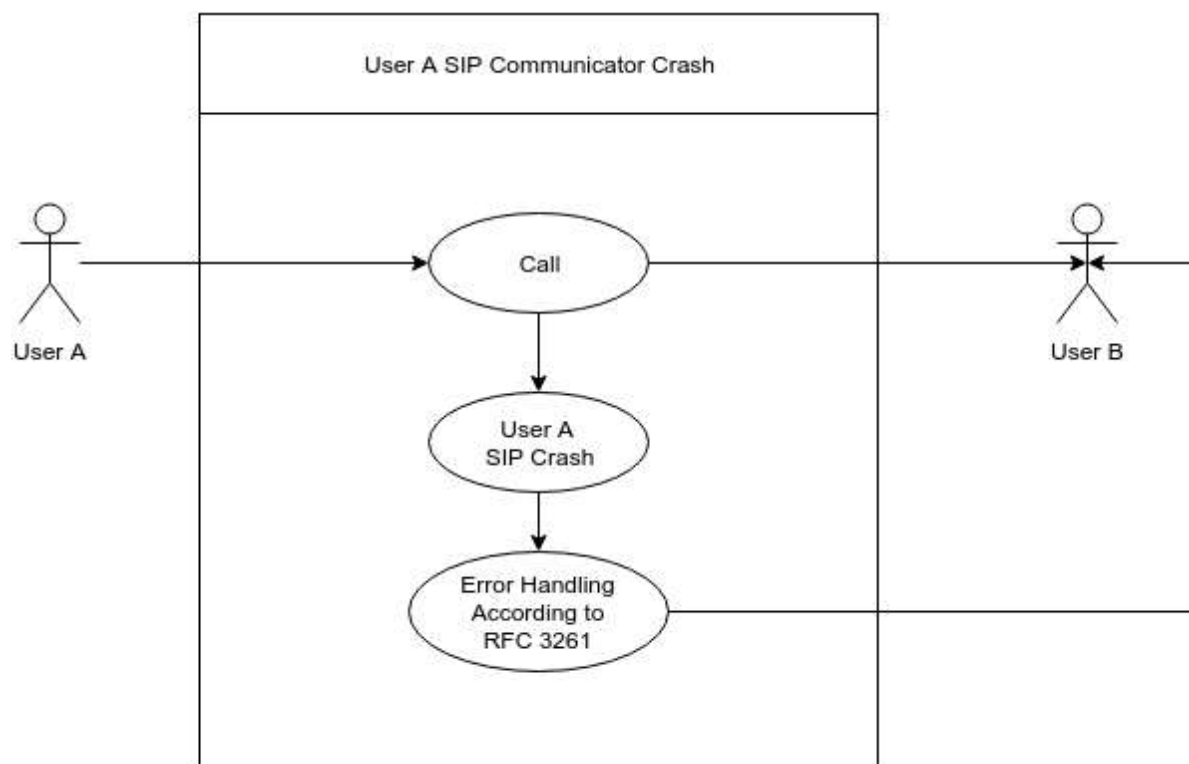 User A SIP Communicator Crash
Call
User A
User B
User A
SIP Crash
Error Handling
According to
RFC 3261